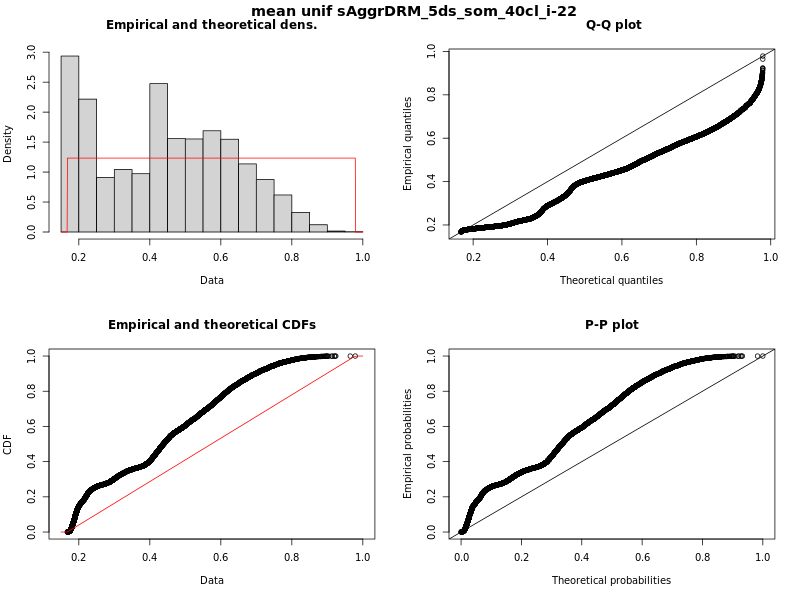 mean unif sAggrDRM_5ds_som_40cl_i-22
Empirical and theoretical dens.
Density
0.0 0.5 1.0 1.5 2.0 2.5 3.0
0.2 0.4 0.6 0.8 1.0
Data
Q-Q plot
Empirical quantiles
0.2 0.4 0.6 0.8 1.0
0.2 0.4 0.6 0.8 1.0
Theoretical quantiles
Empirical and theoretical CDFs
CDF
0.0 0.2 0.4 0.6 0.8 1.0
0.2 0.4 0.6 0.8 1.0
Data
P-P plot
Empirical probabilities
0.0 0.2 0.4 0.6 0.8 1.0
0.0 0.2 0.4 0.6 0.8 1.0
Theoretical probabilities